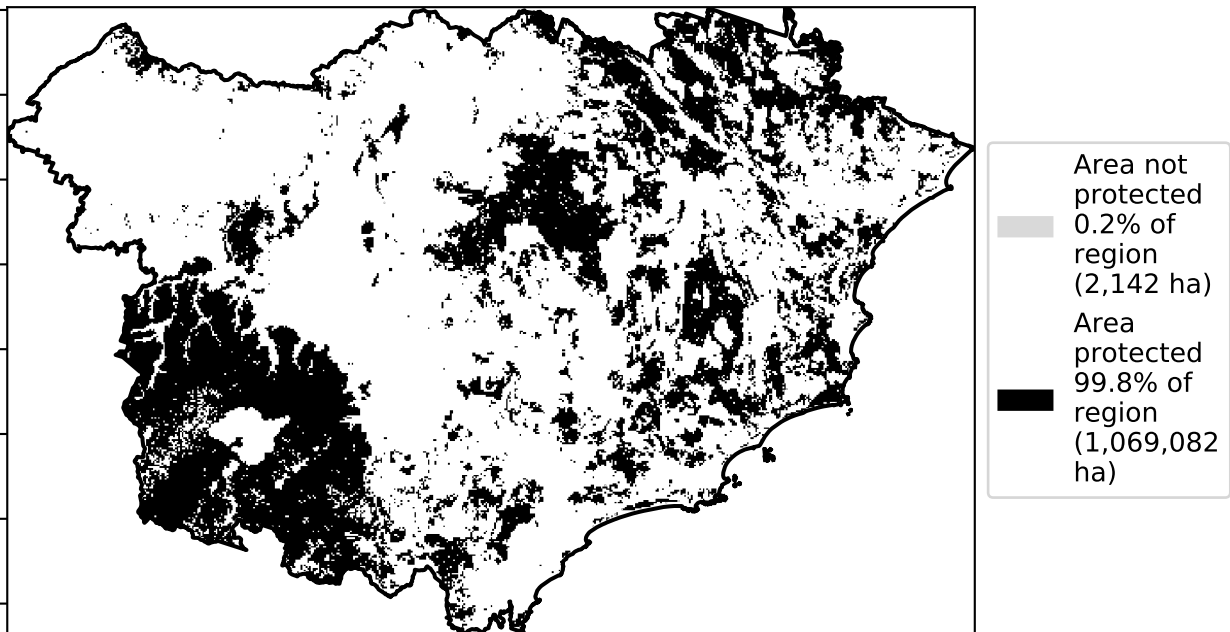 Area not
protected
0.2% of
region
(2,142 ha)
Area
protected
99.8% of
region
(1,069,082
ha)